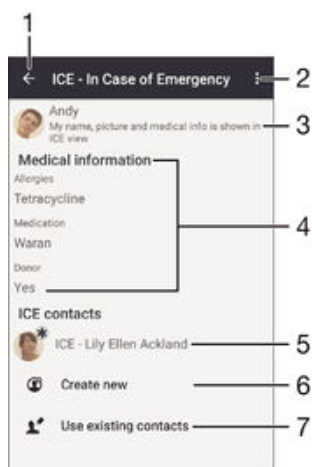 1
ICE - In Case of Emergency
2
Andy
My name, picture and medical info is shown in
ICE view
3
Medical information
Allergies
Tetracycline
Medication
Waran
4
Donor
Yes
ICE contacts
ICE - Lily Ellen Ackland
5
Create new
6
Use existing contacts
7